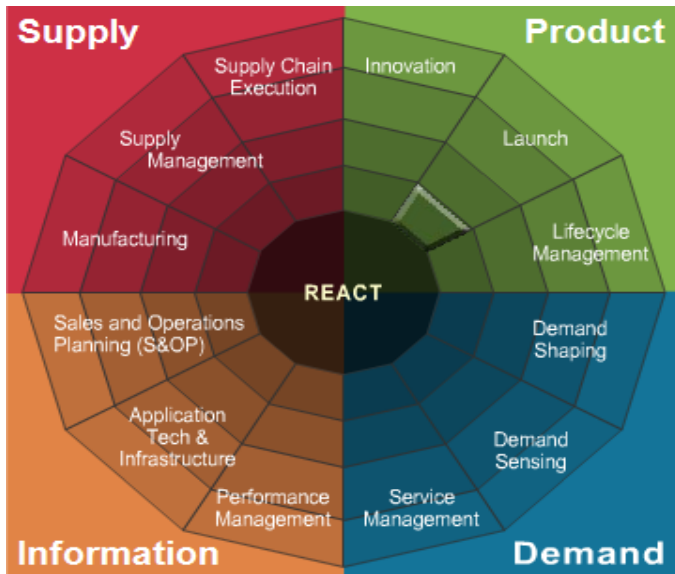 Supply
Product
Supply Chain
Execution
Innovation
Supply
Management
Launch
Manufacturing
Lifecycle
Management
REACT
Sales and Operations
Planning (S&OP)
Demand
Shaping
Application
Tech &
Infrastructure
Demand
Sensing
Performance
Management
Service
Management
Information
Demand